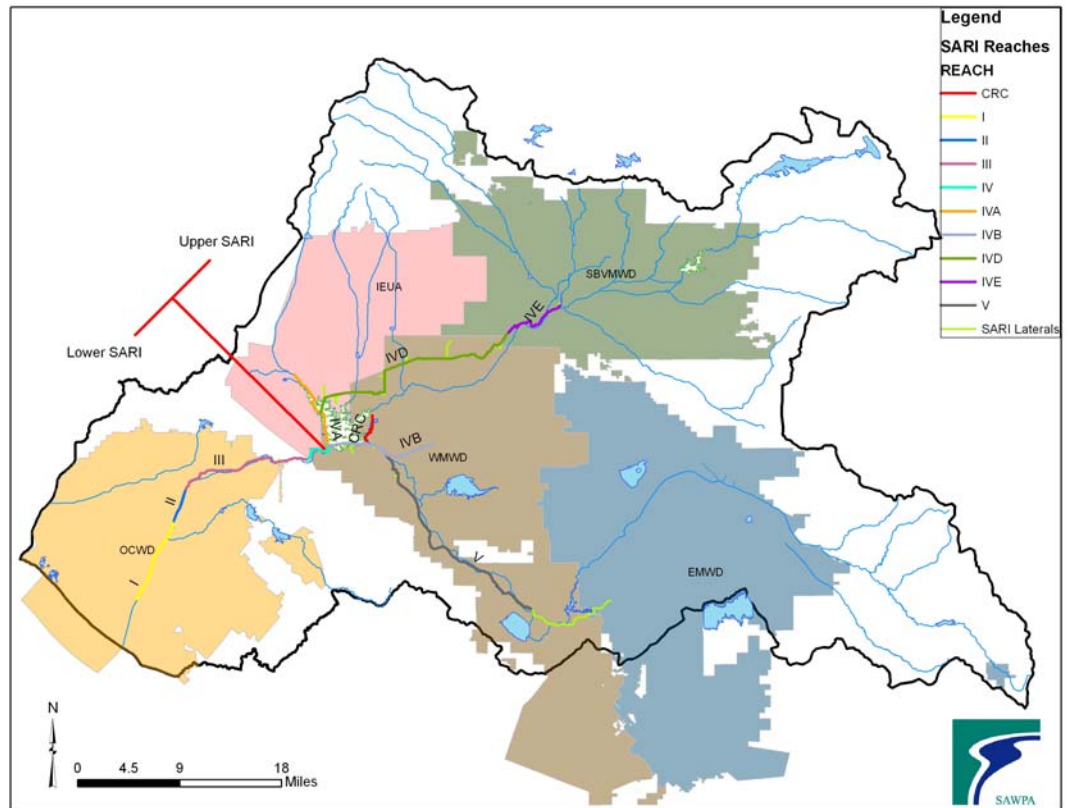 Legend
SARI Reaches
REACH
CRC
I
II
III
IV
IVA
IVB
IVD
IVE
V
SARI Laterals
Upper SARI
Lower SARI
IEUA
SBVMWD
IVE
IVD
IVA
CRC
IVB
WMWD
III
II
OCWD
I
V
EMWD
N
0 4.5 9 18
Miles
SAWPA